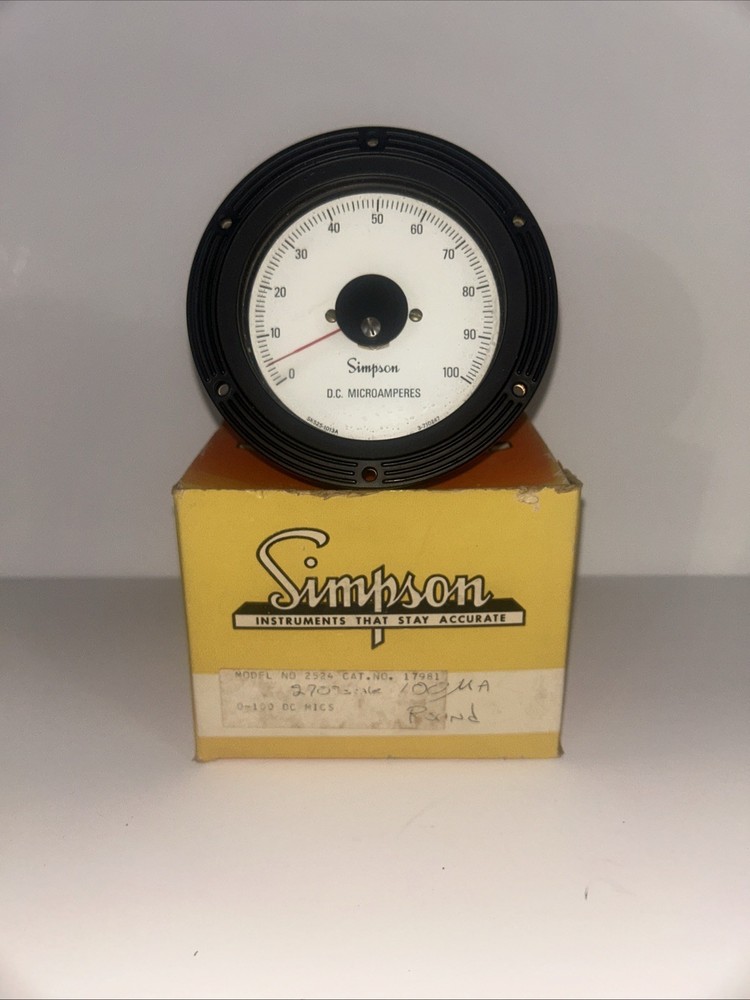 50
40 60
30 70
20 80
10 90
0 100
Simpson
D.C. MICROAMPERES
Simpson
INSTRUMENTS THAT STAY ACCURATE
MODEL NO 2524 CAT.NO. 17981
100 MA
0-100 DC MICS
Round